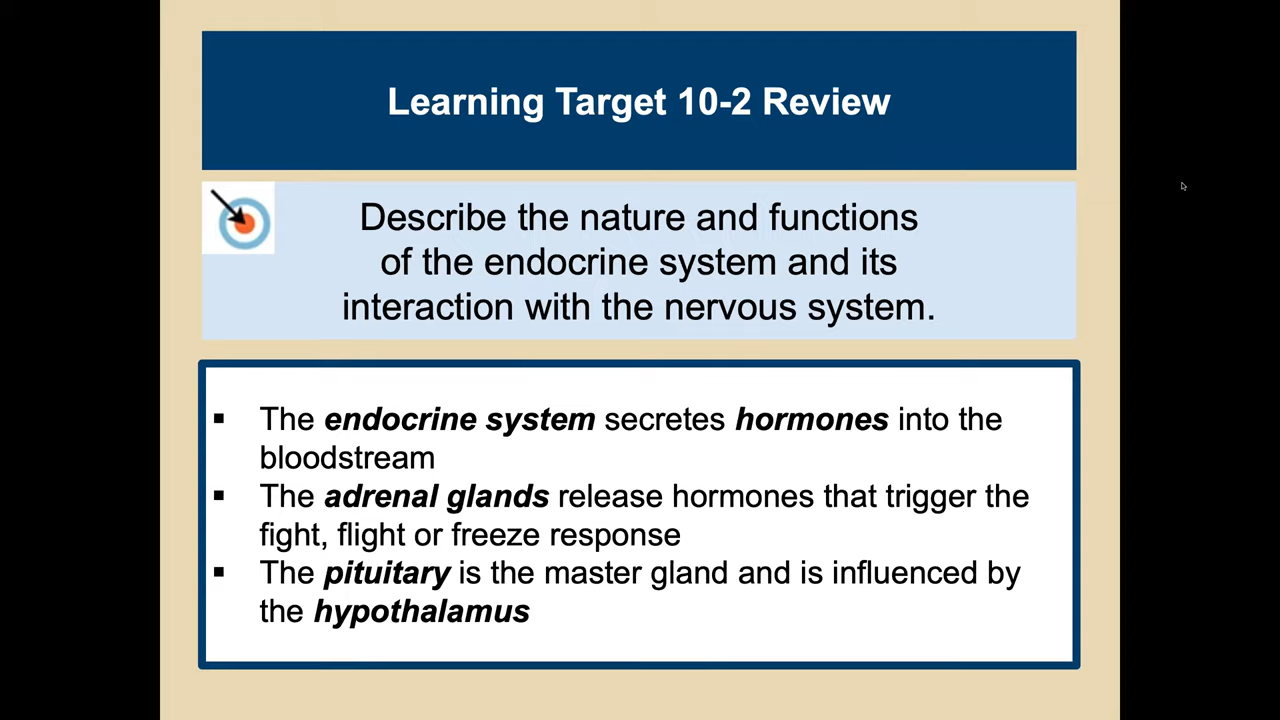 Learning Target 10-2 Review
Describe the nature and functions
of the endocrine system and its
interaction with the nervous system.
▪ The endocrine system secretes hormones into the
bloodstream
▪ The adrenal glands release hormones that trigger the
fight, flight or freeze response
▪ The pituitary is the master gland and is influenced by
the hypothalamus